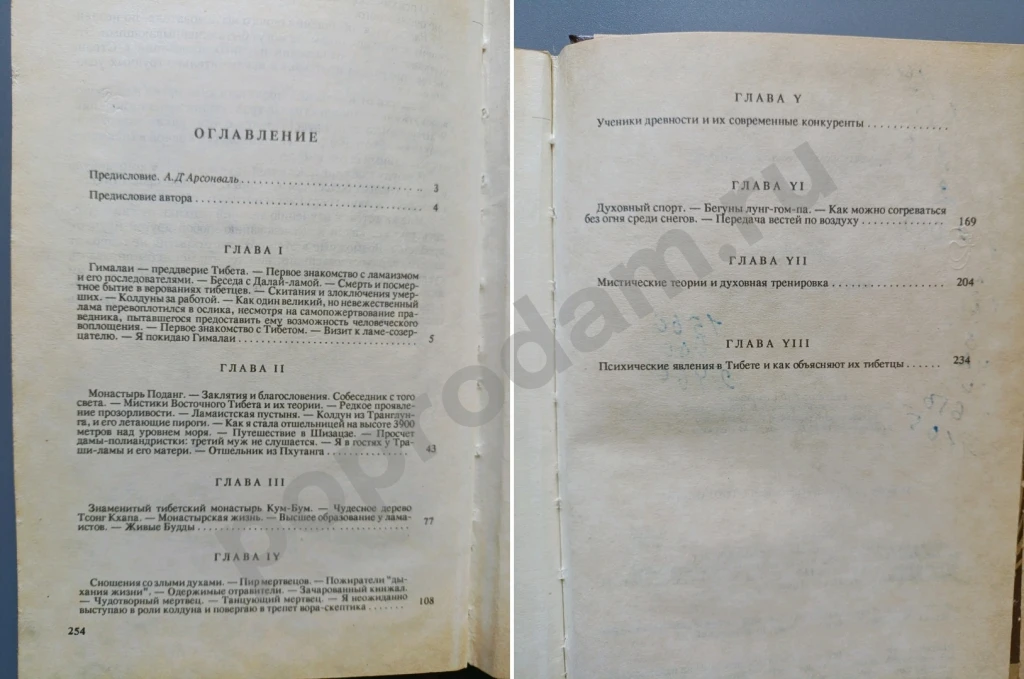 ОГЛАВЛЕНИЕ
Предисловие. А.Д'Арсонваль 3
Предисловие автора 4
ГЛАВА I
Гималаи — преддверие Тибета. — Первое знакомство с ламаизмом
и его последователями. — Беседа с Далай-ламой. — Смерть и посмер-
тное бытие в верованиях тибетцев. — Скитания и злоключения умер-
ших. — Колдуны за работой. — Как один великий, но невежественный
лама перевоплотился в ослика, несмотря на самопожертвование пра-
ведника, пытавшегося предоставить ему возможность человеческого
воплощения. — Первое знакомство с Тибетом. — Визит к ламе-созер-
цателю. — Я покидаю Гималаи 5
ГЛАВА II
Монастырь Поданг. — Заклятия и благословения. Собеседник с того
света. — Мистики Восточного Тибета и их теории. — Редкое проявле-
ние прозорливости. — Ламаистская пустыня. — Колдун из Транглун-
га, и его летающие пироги. — Как я стала отшельницей на высоте 3900
метров над уровнем моря. — Путешествие в Шизацзе. — Просчет
дамы-полиандристки: третий муж не слушается. — Я в гостях у Тра-
ши-ламы и его матери. — Отшельник из Пхутанга 43
ГЛАВА III
Знаменитый тибетский монастырь Кум-Бум. — Чудесное дерево
Тсонг Кхапа. — Монастырская жизнь. — Высшее образование у лама-
истов. — Живые Будды 77
ГЛАВА IY
Сношения со злыми духами. — Пир мертвецов. — Пожиратели "ды-
хания жизни". — Одержимые отравители. — Зачарованный кинжал.
— Чудотворный мертвец. — Танцующий мертвец. — Я неожиданно
выступаю в роли колдуна и повергаю в трепет вора-скептика 108
254
ГЛАВА Y
Ученики древности и их современные конкуренты
ГЛАВА YI
Духовный спорт. — Бегуны лунг-гом-па. — Как можно согреваться
без огня среди снегов. — Передача вестей по воздуху 169
ГЛАВА YII
Мистические теории и духовная тренировка 204
ГЛАВА YIII
Психические явления в Тибете и как объясняют их тибетцы 234
poprodam.ru